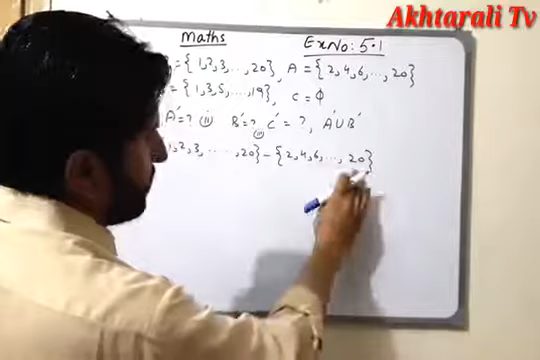 Akhtarali Tv
Maths Ex No: 5.1
= { 1,2,3,...,20} , A = { 2,4,6,...,20}
= { 1,3,5,....,19} , C = ϕ
A' = ? (ii) B' = ? (iii) C' = ? , A'∪B'
1,2,3,......,20} - {2,4,6,...,20}